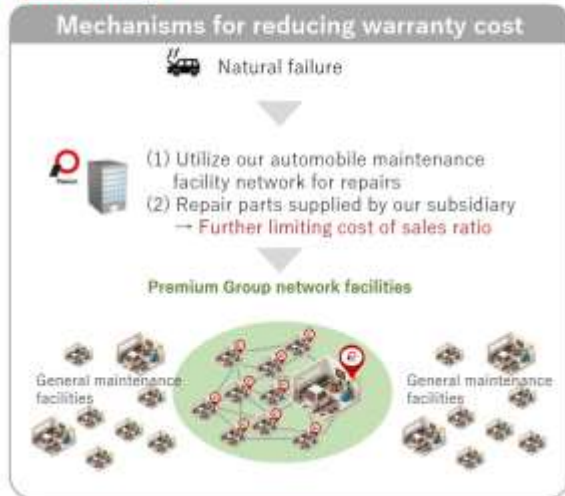 Mechanisms for reducing warranty cost
Natural failure
(1) Utilize our automobile maintenance
facility network for repairs
(2) Repair parts supplied by our subsidiary
→ Further limiting cost of sales ratio
Premium Group network facilities
General maintenance
facilities
General maintenance
facilities